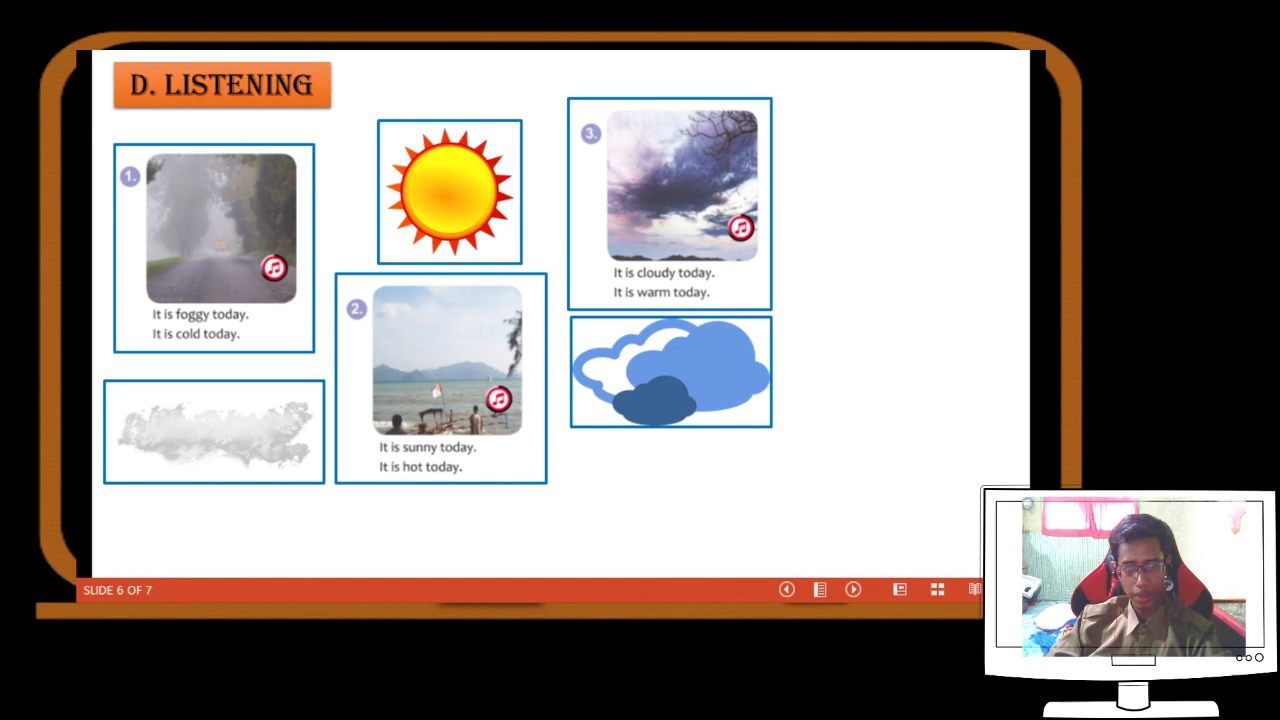 D. LISTENING
1.
It is foggy today.
It is cold today.
2.
It is sunny today.
It is hot today.
3.
It is cloudy today.
It is warm today.
SLIDE 6 OF 7